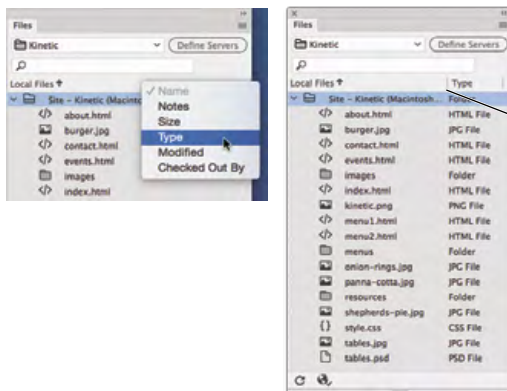 Files
Kinetic
Define Servers
Local Files
Site – Kinetic (Macinto
about.html
burger.jpg
contact.html
events.html
images
index.html
Name
Notes
Size
Type
Modified
Checked Out By
Files
Kinetic
Define Servers
Local Files Type
Site – Kinetic (Macintosh... Folder
about.html HTML File
burger.jpg JPG File
contact.html HTML File
events.html HTML File
images Folder
index.html HTML File
kinetic.png PNG File
menu1.html HTML File
menu2.html HTML File
menus Folder
onion-rings.jpg JPG File
panna-cotta.jpg JPG File
resources Folder
shepherds-pie.jpg JPG File
style.css CSS File
tables.jpg JPG File
tables.psd PSD File